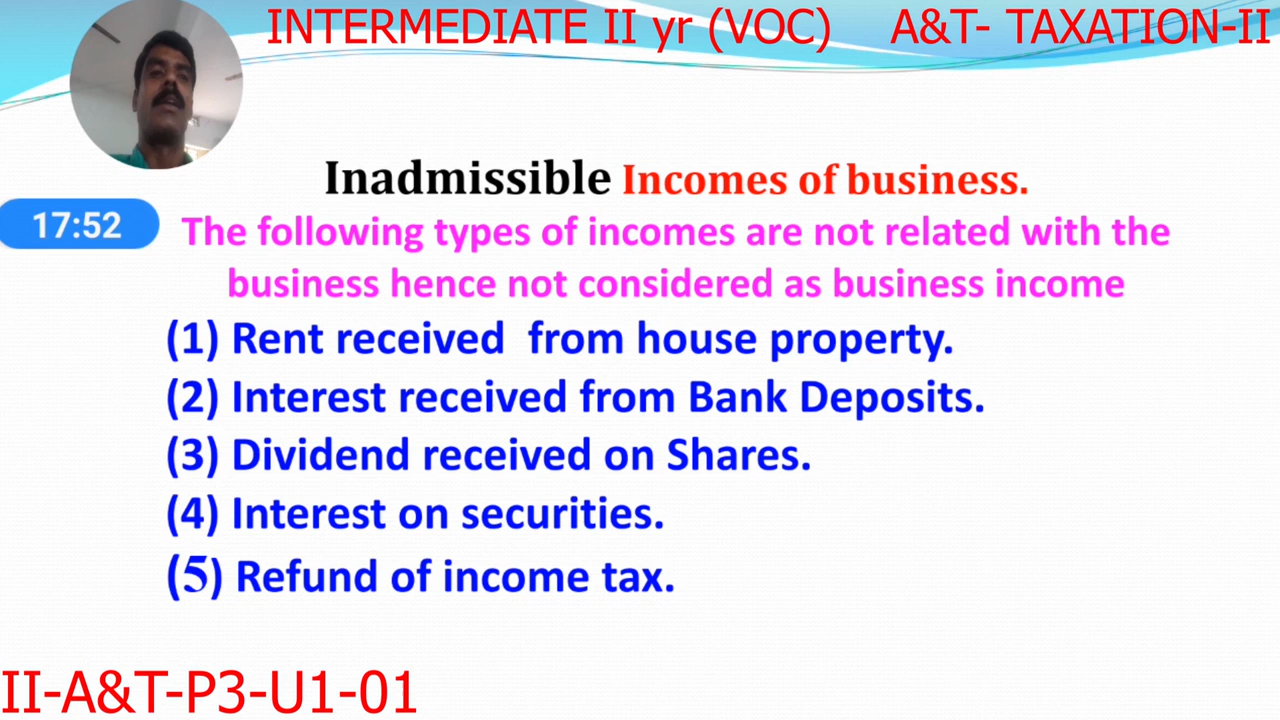 INTERMEDIATE II yr (VOC) A&T- TAXATION-II
Inadmissible Incomes of business.
17:52
The following types of incomes are not related with the
business hence not considered as business income
(1) Rent received from house property.
(2) Interest received from Bank Deposits.
(3) Dividend received on Shares.
(4) Interest on securities.
(5) Refund of income tax.
II-A&T-P3-U1-01